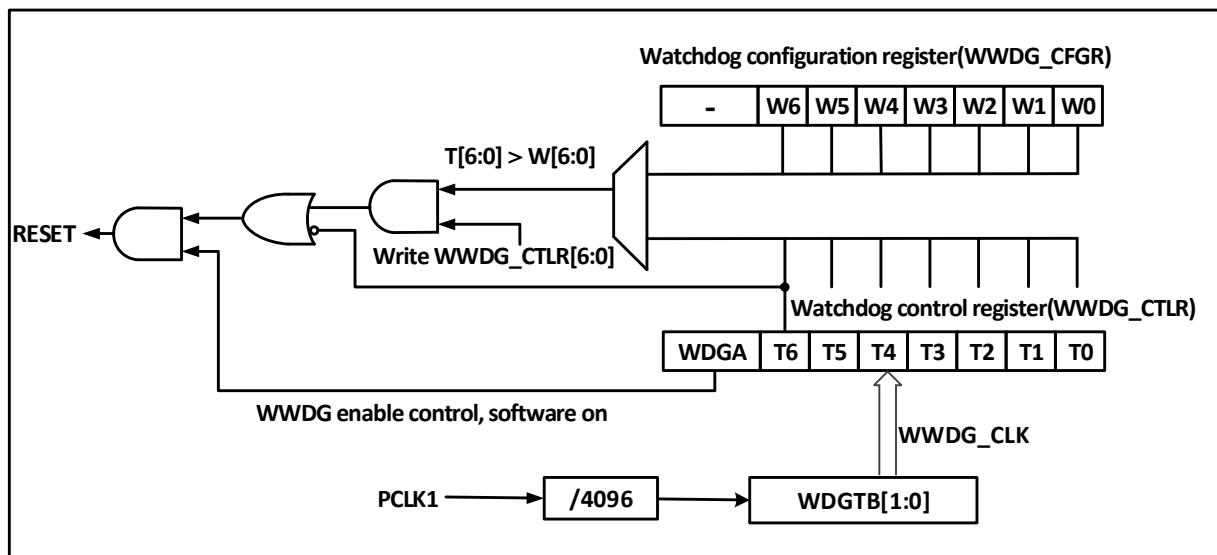 Watchdog configuration register(WWDG_CFGR)
- W6 W5 W4 W3 W2 W1 W0
T[6:0] > W[6:0]
RESET
Write WWDG_CTLR[6:0]
Watchdog control register(WWDG_CTLR)
WDGA T6 T5 T4 T3 T2 T1 T0
WWDG enable control, software on
WWDG_CLK
PCLK1 /4096 WDGTB[1:0]